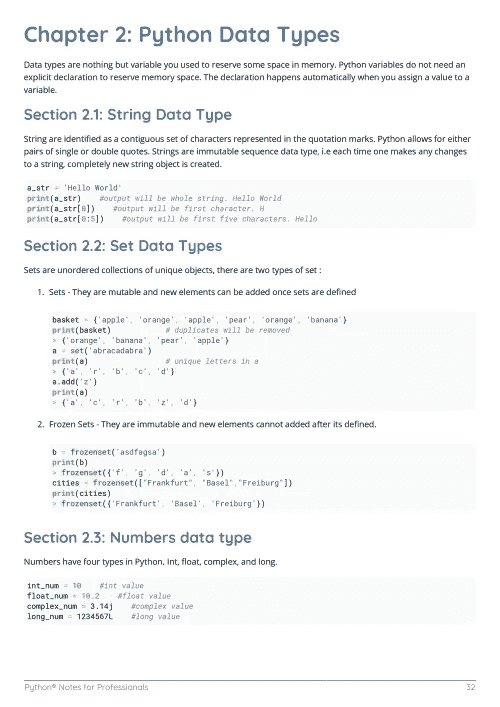 Chapter 2: Python Data Types
Data types are nothing but variable you used to reserve some space in memory. Python variables do not need an
explicit declaration to reserve memory space. The declaration happens automatically when you assign a value to a
variable.
Section 2.1: String Data Type
String are identified as a contiguous set of characters represented in the quotation marks. Python allows for either
pairs of single or double quotes. Strings are immutable sequence data type, i.e each time one makes any changes
to a string, completely new string object is created.
a_str = 'Hello World'
print(a_str)    #output will be whole string. Hello World
print(a_str[0])    #output will be first character. H
print(a_str[0:5])    #output will be first five characters. Hello
Section 2.2: Set Data Types
Sets are unordered collections of unique objects, there are two types of set :
1. Sets - They are mutable and new elements can be added once sets are defined
basket = {'apple', 'orange', 'apple', 'pear', 'orange', 'banana'}
print(basket)            # duplicates will be removed
> {'orange', 'banana', 'pear', 'apple'}
a = set('abracadabra')
print(a)                 # unique letters in a
> {'a', 'r', 'b', 'c', 'd'}
a.add('z')
print(a)
> {'a', 'c', 'r', 'b', 'z', 'd'}
2. Frozen Sets - They are immutable and new elements cannot added after its defined.
b = frozenset('asdfagsa')
print(b)
> frozenset({'f', 'g', 'd', 'a', 's'})
cities = frozenset(["Frankfurt", "Basel","Freiburg"])
print(cities)
> frozenset({'Frankfurt', 'Basel', 'Freiburg'})
Section 2.3: Numbers data type
Numbers have four types in Python. Int, float, complex, and long.
int_num = 10    #int value
float_num = 10.2    #float value
complex_num = 3.14j    #complex value
long_num = 1234567L    #long value
Python® Notes for Professionals 32